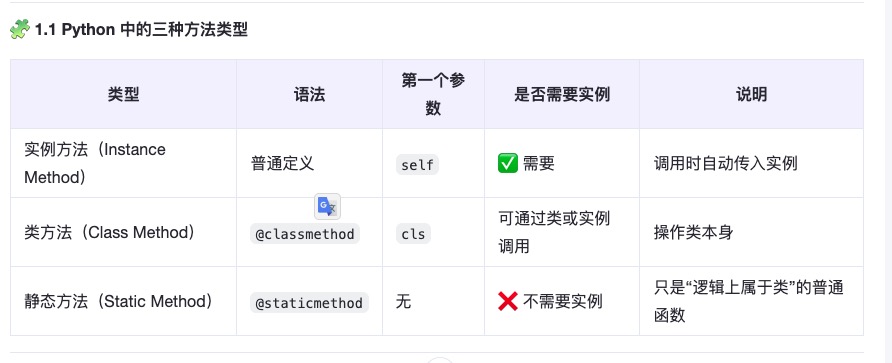 🧩 1.1 Python 中的三种方法类型
类型
语法
第一个参
数
是否需要实例
说明
实例方法（Instance
Method）
普通定义
self
✅ 需要
调用时自动传入实例
类方法（Class Method）
@classmethod
cls
可通过类或实例
调用
操作类本身
静态方法（Static Method）
@staticmethod
无
❌ 不需要实例
只是“逻辑上属于类”的普通
函数